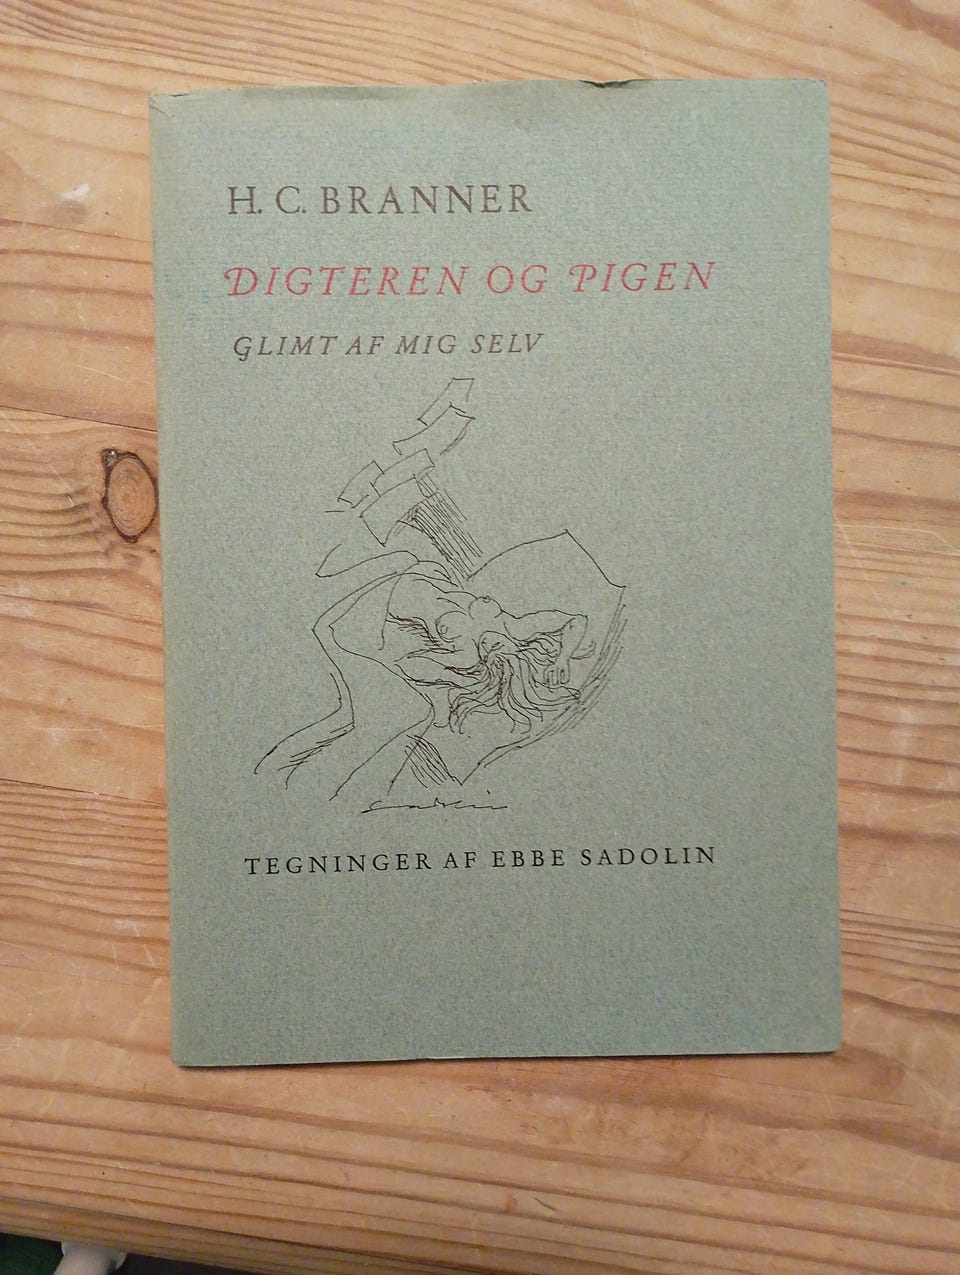 H. C. BRANNER
DIGTEREN OG PIGEN
GLIMT AF MIG SELV
TEGNINGER AF EBBE SADOLIN